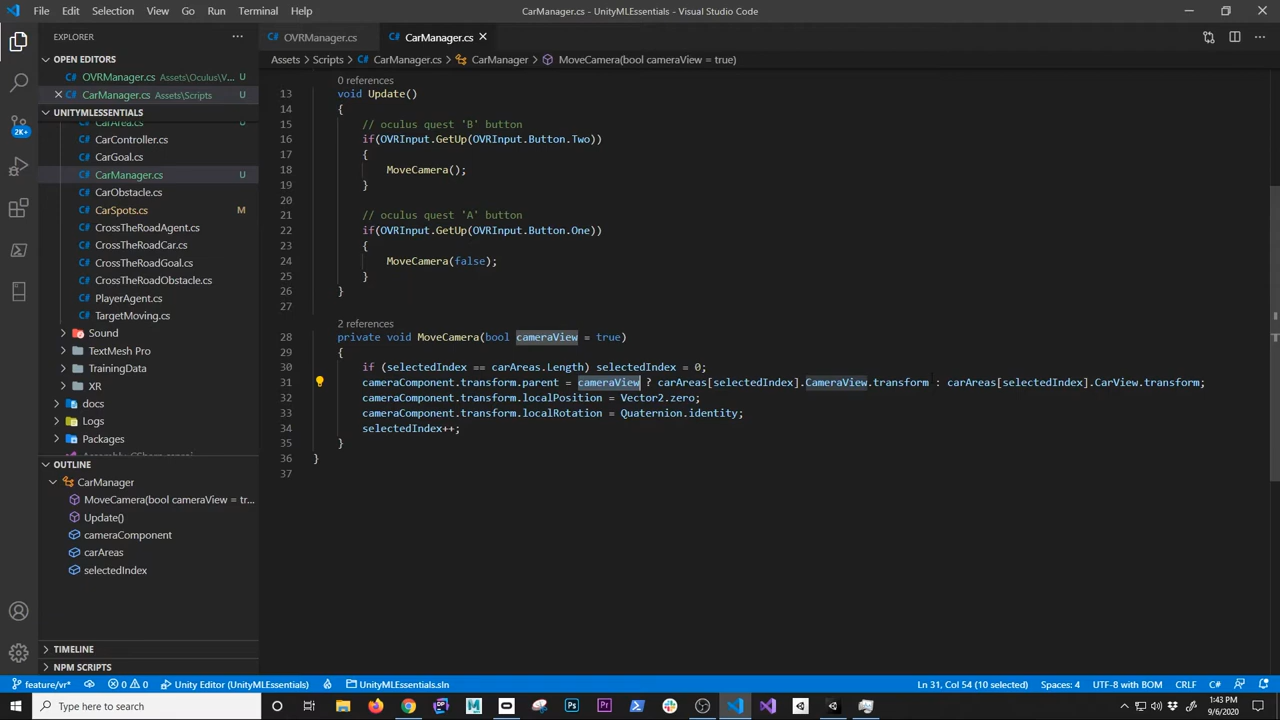 File Edit Selection View Go Run Terminal Help
CarManager.cs - UnityMLEssentials - Visual Studio Code
EXPLORER
OVRManager.cs
CarManager.cs
Assets > Scripts > CarManager.cs > CarManager > MoveCamera(bool cameraView = true)
OPEN EDITORS
OVRManager.cs Assets\Oculus\V... U
CarManager.cs Assets\Scripts U
UNITYMLESSENTIALS
CarArea.cs U
CarController.cs
CarGoal.cs
CarManager.cs U
CarObstacle.cs
CarSpots.cs M
CrossTheRoadAgent.cs
CrossTheRoadCar.cs
CrossTheRoadGoal.cs
CrossTheRoadObstacle.cs
PlayerAgent.cs
TargetMoving.cs
Sound
TextMesh Pro
TrainingData
XR
docs
Logs
Packages
OUTLINE
CarManager
MoveCamera(bool cameraView = tr...
Update()
cameraComponent
carAreas
selectedIndex
TIMELINE
NPM SCRIPTS
2K+
0 references
13 void Update()
14 {
15 // oculus quest 'B' button
16 if(OVRInput.GetUp(OVRInput.Button.Two))
17 {
18 MoveCamera();
19 }
20
21 // oculus quest 'A' button
22 if(OVRInput.GetUp(OVRInput.Button.One))
23 {
24 MoveCamera(false);
25 }
26 }
27
2 references
28 private void MoveCamera(bool cameraView = true)
29 {
30 if (selectedIndex == carAreas.Length) selectedIndex = 0;
31 cameraComponent.transform.parent = cameraView ? carAreas[selectedIndex].CameraView.transform : carAreas[selectedIndex].CarView.transform;
32 cameraComponent.transform.localPosition = Vector2.zero;
33 cameraComponent.transform.localRotation = Quaternion.identity;
34 selectedIndex++;
35 }
36 }
37
feature/vr* 0 0 Unity Editor (UnityMLEssentials) UnityMLEssentials.sln
Ln 31, Col 54 (10 selected) Spaces: 4 UTF-8 with BOM CRLF C#
Type here to search
1:43 PM
9/6/2020